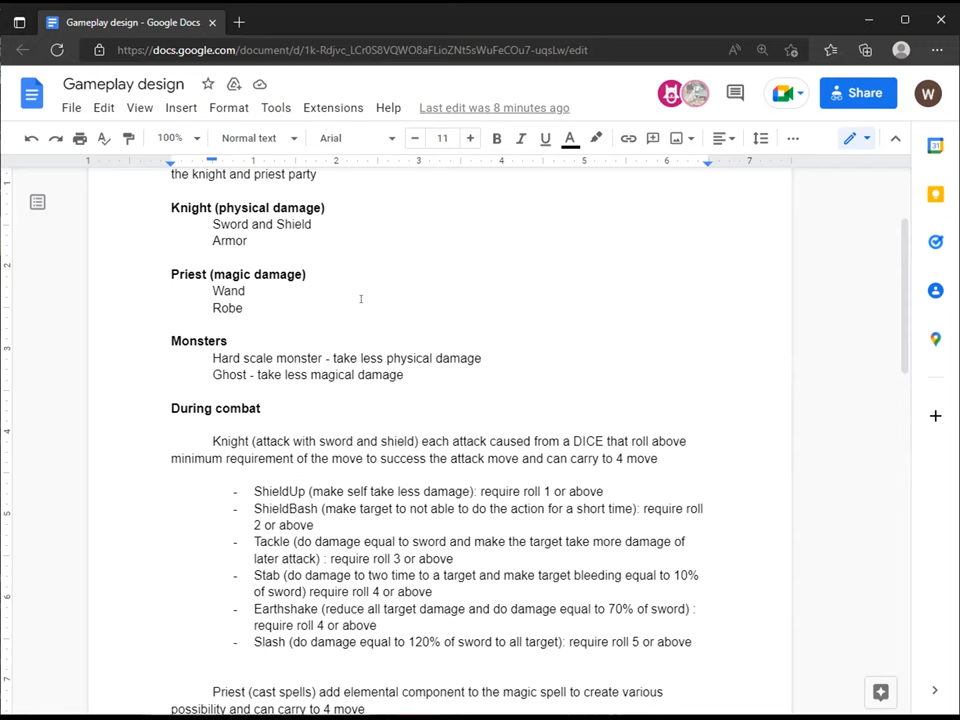 Gameplay design - Google Docs
https://docs.google.com/document/d/1k-Rdjvc_LCr0S8VQWO8aFLioZNt5sWuFeCOu7-uqsLw/edit
Gameplay design
File Edit View Insert Format Tools Extensions Help Last edit was 8 minutes ago
Share
W
100% Normal text Arial 11
1 1 2 3 4 5 6 7
the knight and priest party
Knight (physical damage)
Sword and Shield
Armor
Priest (magic damage)
Wand
Robe
Monsters
Hard scale monster - take less physical damage
Ghost - take less magical damage
During combat
Knight (attack with sword and shield) each attack caused from a DICE that roll above
minimum requirement of the move to success the attack move and can carry to 4 move
- ShieldUp (make self take less damage): require roll 1 or above
- ShieldBash (make target to not able to do the action for a short time): require roll
2 or above
- Tackle (do damage equal to sword and make the target take more damage of
later attack) : require roll 3 or above
- Stab (do damage to two time to a target and make target bleeding equal to 10%
of sword) require roll 4 or above
- Earthshake (reduce all target damage and do damage equal to 70% of sword) :
require roll 4 or above
- Slash (do damage equal to 120% of sword to all target): require roll 5 or above
Priest (cast spells) add elemental component to the magic spell to create various
possibility and can carry to 4 move